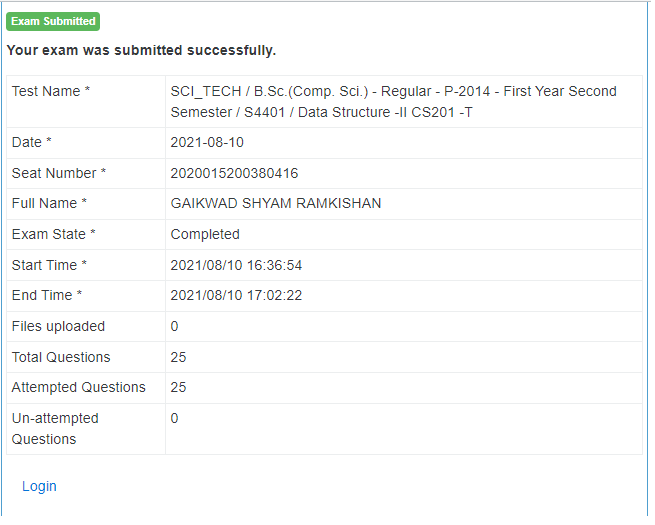 Exam Submitted
Your exam was submitted successfully.
Test Name * SCI_TECH / B.Sc.(Comp. Sci.) - Regular - P-2014 - First Year Second
Semester / S4401 / Data Structure -II CS201 -T
Date * 2021-08-10
Seat Number * 2020015200380416
Full Name * GAIKWAD SHYAM RAMKISHAN
Exam State * Completed
Start Time * 2021/08/10 16:36:54
End Time * 2021/08/10 17:02:22
Files uploaded 0
Total Questions 25
Attempted Questions 25
Un-attempted 0
Questions
Login